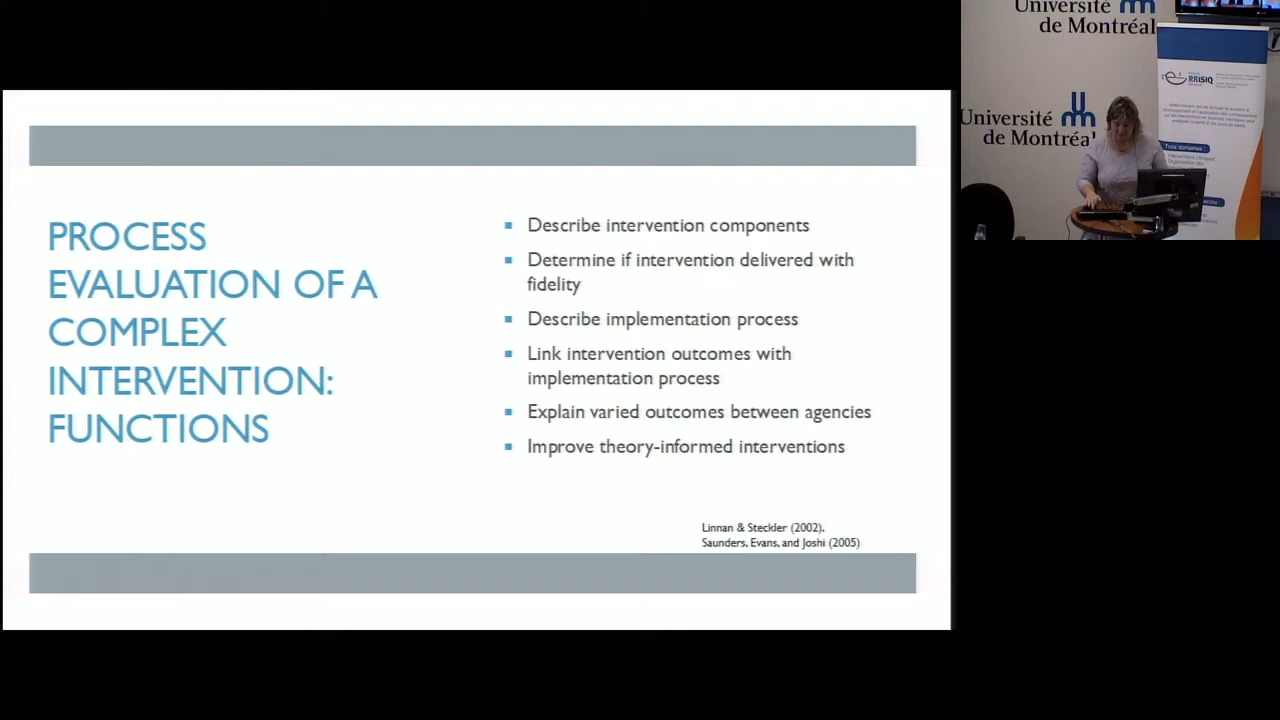 PROCESS
EVALUATION OF A
COMPLEX
INTERVENTION:
FUNCTIONS
Describe intervention components
Determine if intervention delivered with
fidelity
Describe implementation process
Link intervention outcomes with
implementation process
Explain varied outcomes between agencies
Improve theory-informed interventions
Linnan & Steckler (2002),
Saunders, Evans, and Joshi (2005)
Université
de Montréal
Université
de Montréal
RRISIQ
Trois domaines :